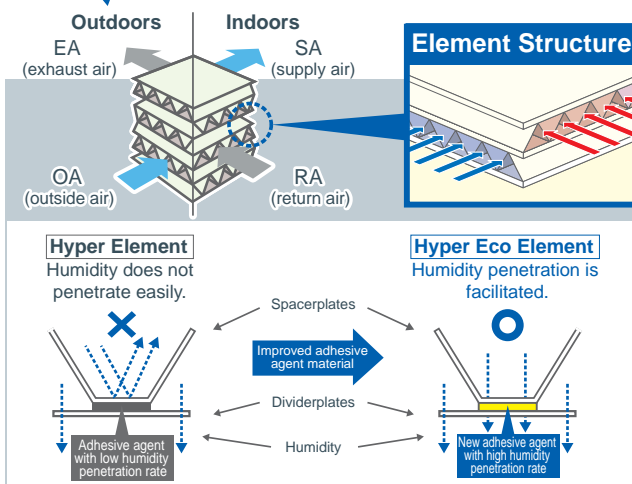 Outdoors
Indoors
EA
(exhaust air)
SA
(supply air)
Element Structure
OA
(outside air)
RA
(return air)
Hyper Element
Humidity does not
penetrate easily.
Hyper Eco Element
Humidity penetration is
facilitated.
Spacerplates
Improved adhesive
agent material
Dividerplates
Humidity
Adhesive agent
with low humidity
penetration rate
New adhesive agent
with high humidity
penetration rate